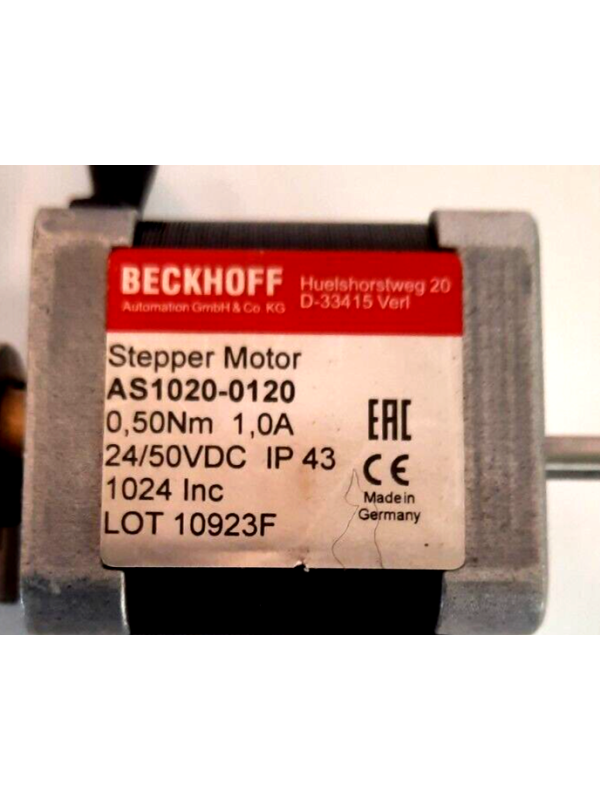 BECKHOFF
Automation GmbH & Co. KG
Huelshorstweg 20
D-33415 Verl
Stepper Motor
AS1020-0120
0,50Nm 1,0A
24/50VDC IP 43
1024 Inc
LOT 10923F
EAC
CE
Made in
Germany